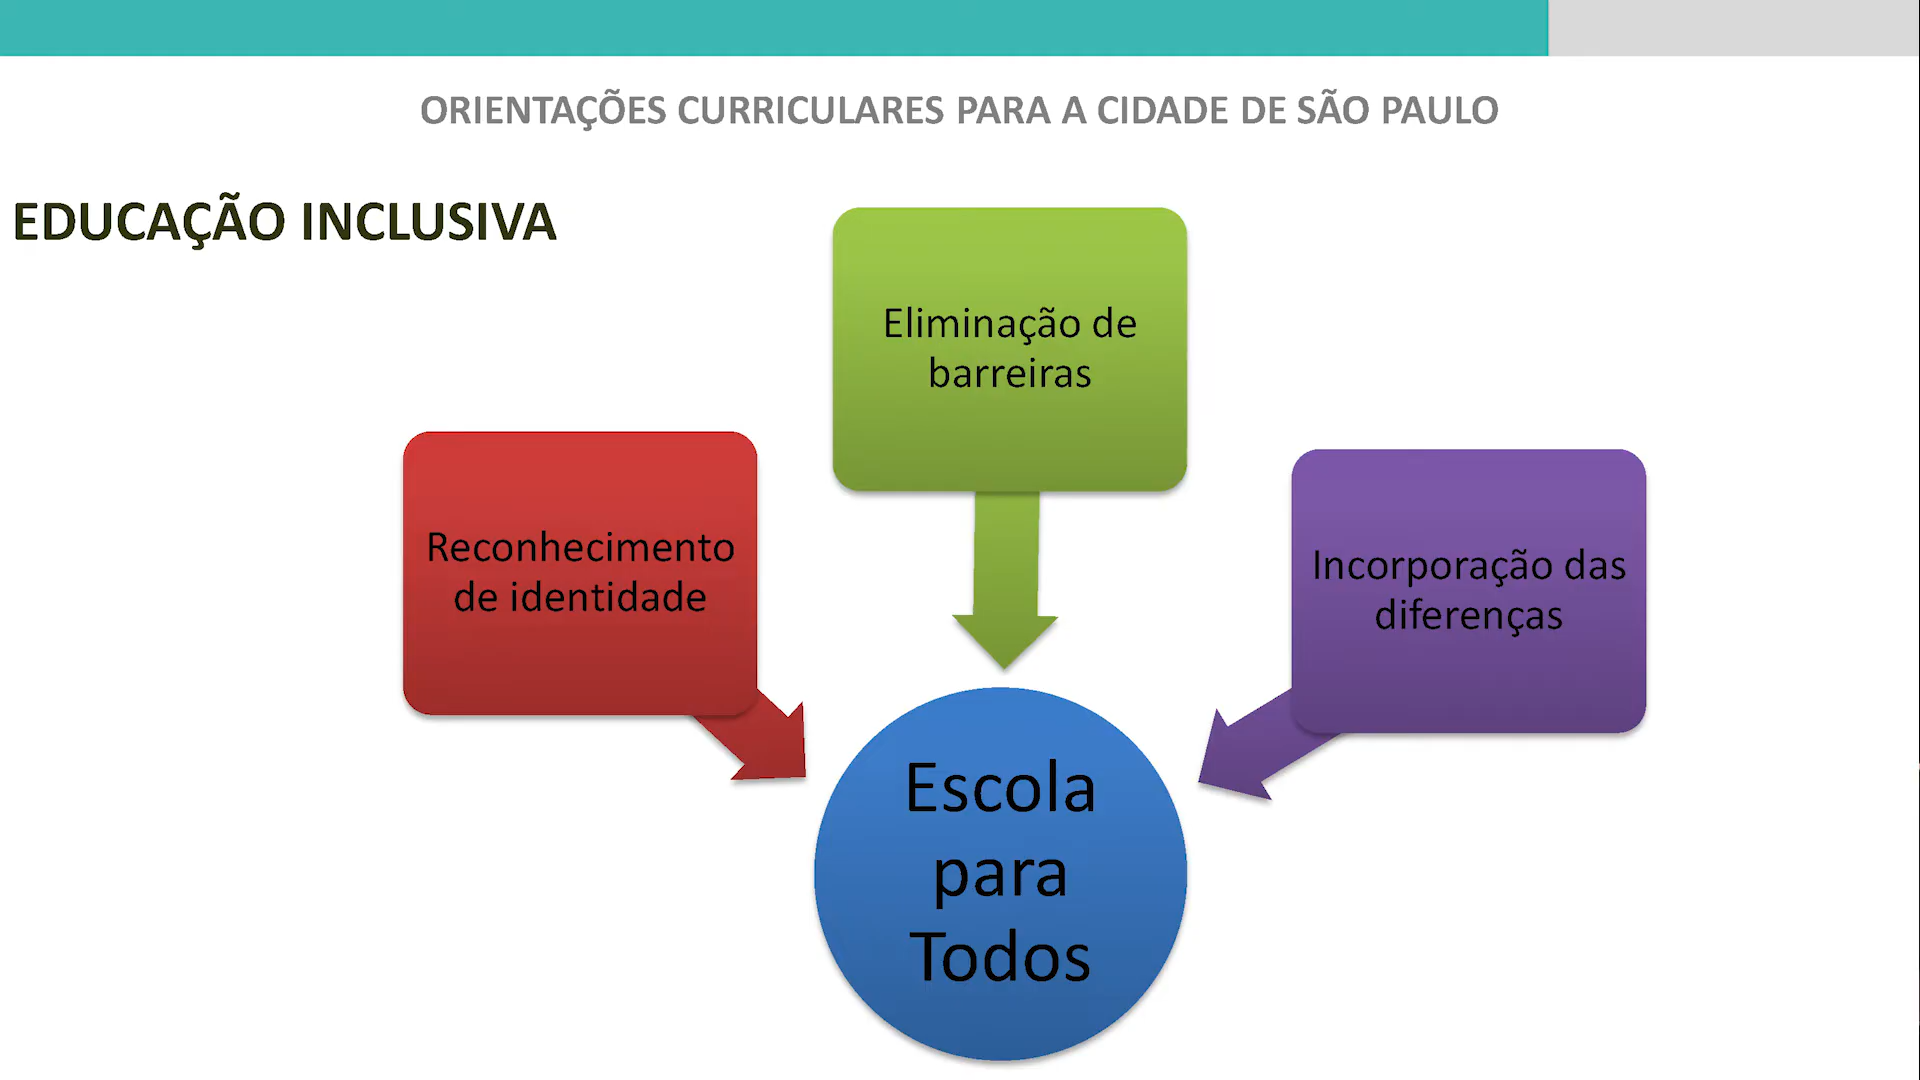 ORIENTAÇÕES CURRICULARES PARA A CIDADE DE SÃO PAULO
EDUCAÇÃO INCLUSIVA
Eliminação de
barreiras
Reconhecimento
de identidade
Incorporação das
diferenças
Escola
para
Todos